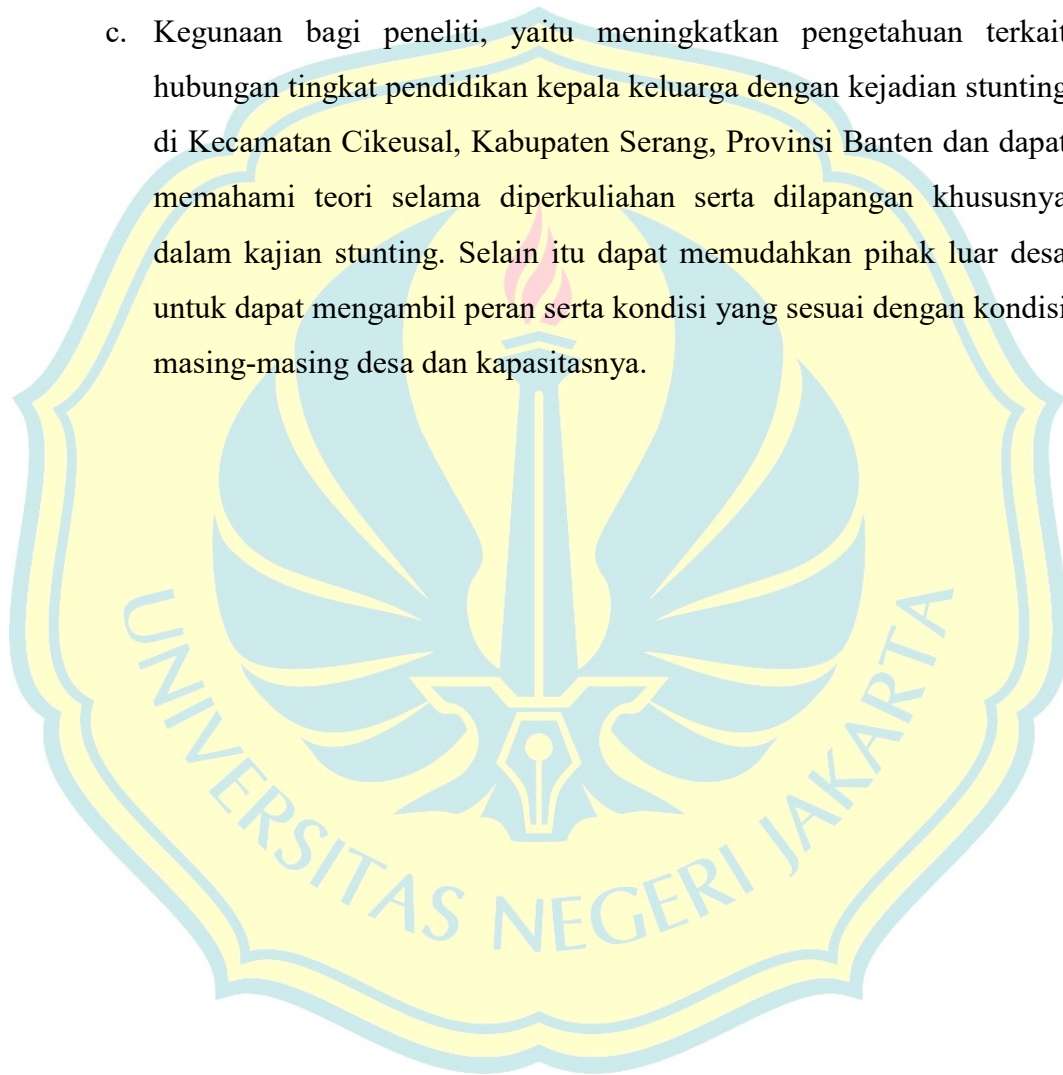 c. Kegunaan bagi peneliti, yaitu meningkatkan pengetahuan terkait
hubungan tingkat pendidikan kepala keluarga dengan kejadian stunting
di Kecamatan Cikeusal, Kabupaten Serang, Provinsi Banten dan dapat
memahami teori selama diperkuliahan serta dilapangan khususnya
dalam kajian stunting. Selain itu dapat memudahkan pihak luar desa
untuk dapat mengambil peran serta kondisi yang sesuai dengan kondisi
masing-masing desa dan kapasitasnya.
UNIVERSITAS NEGERI JAKARTA